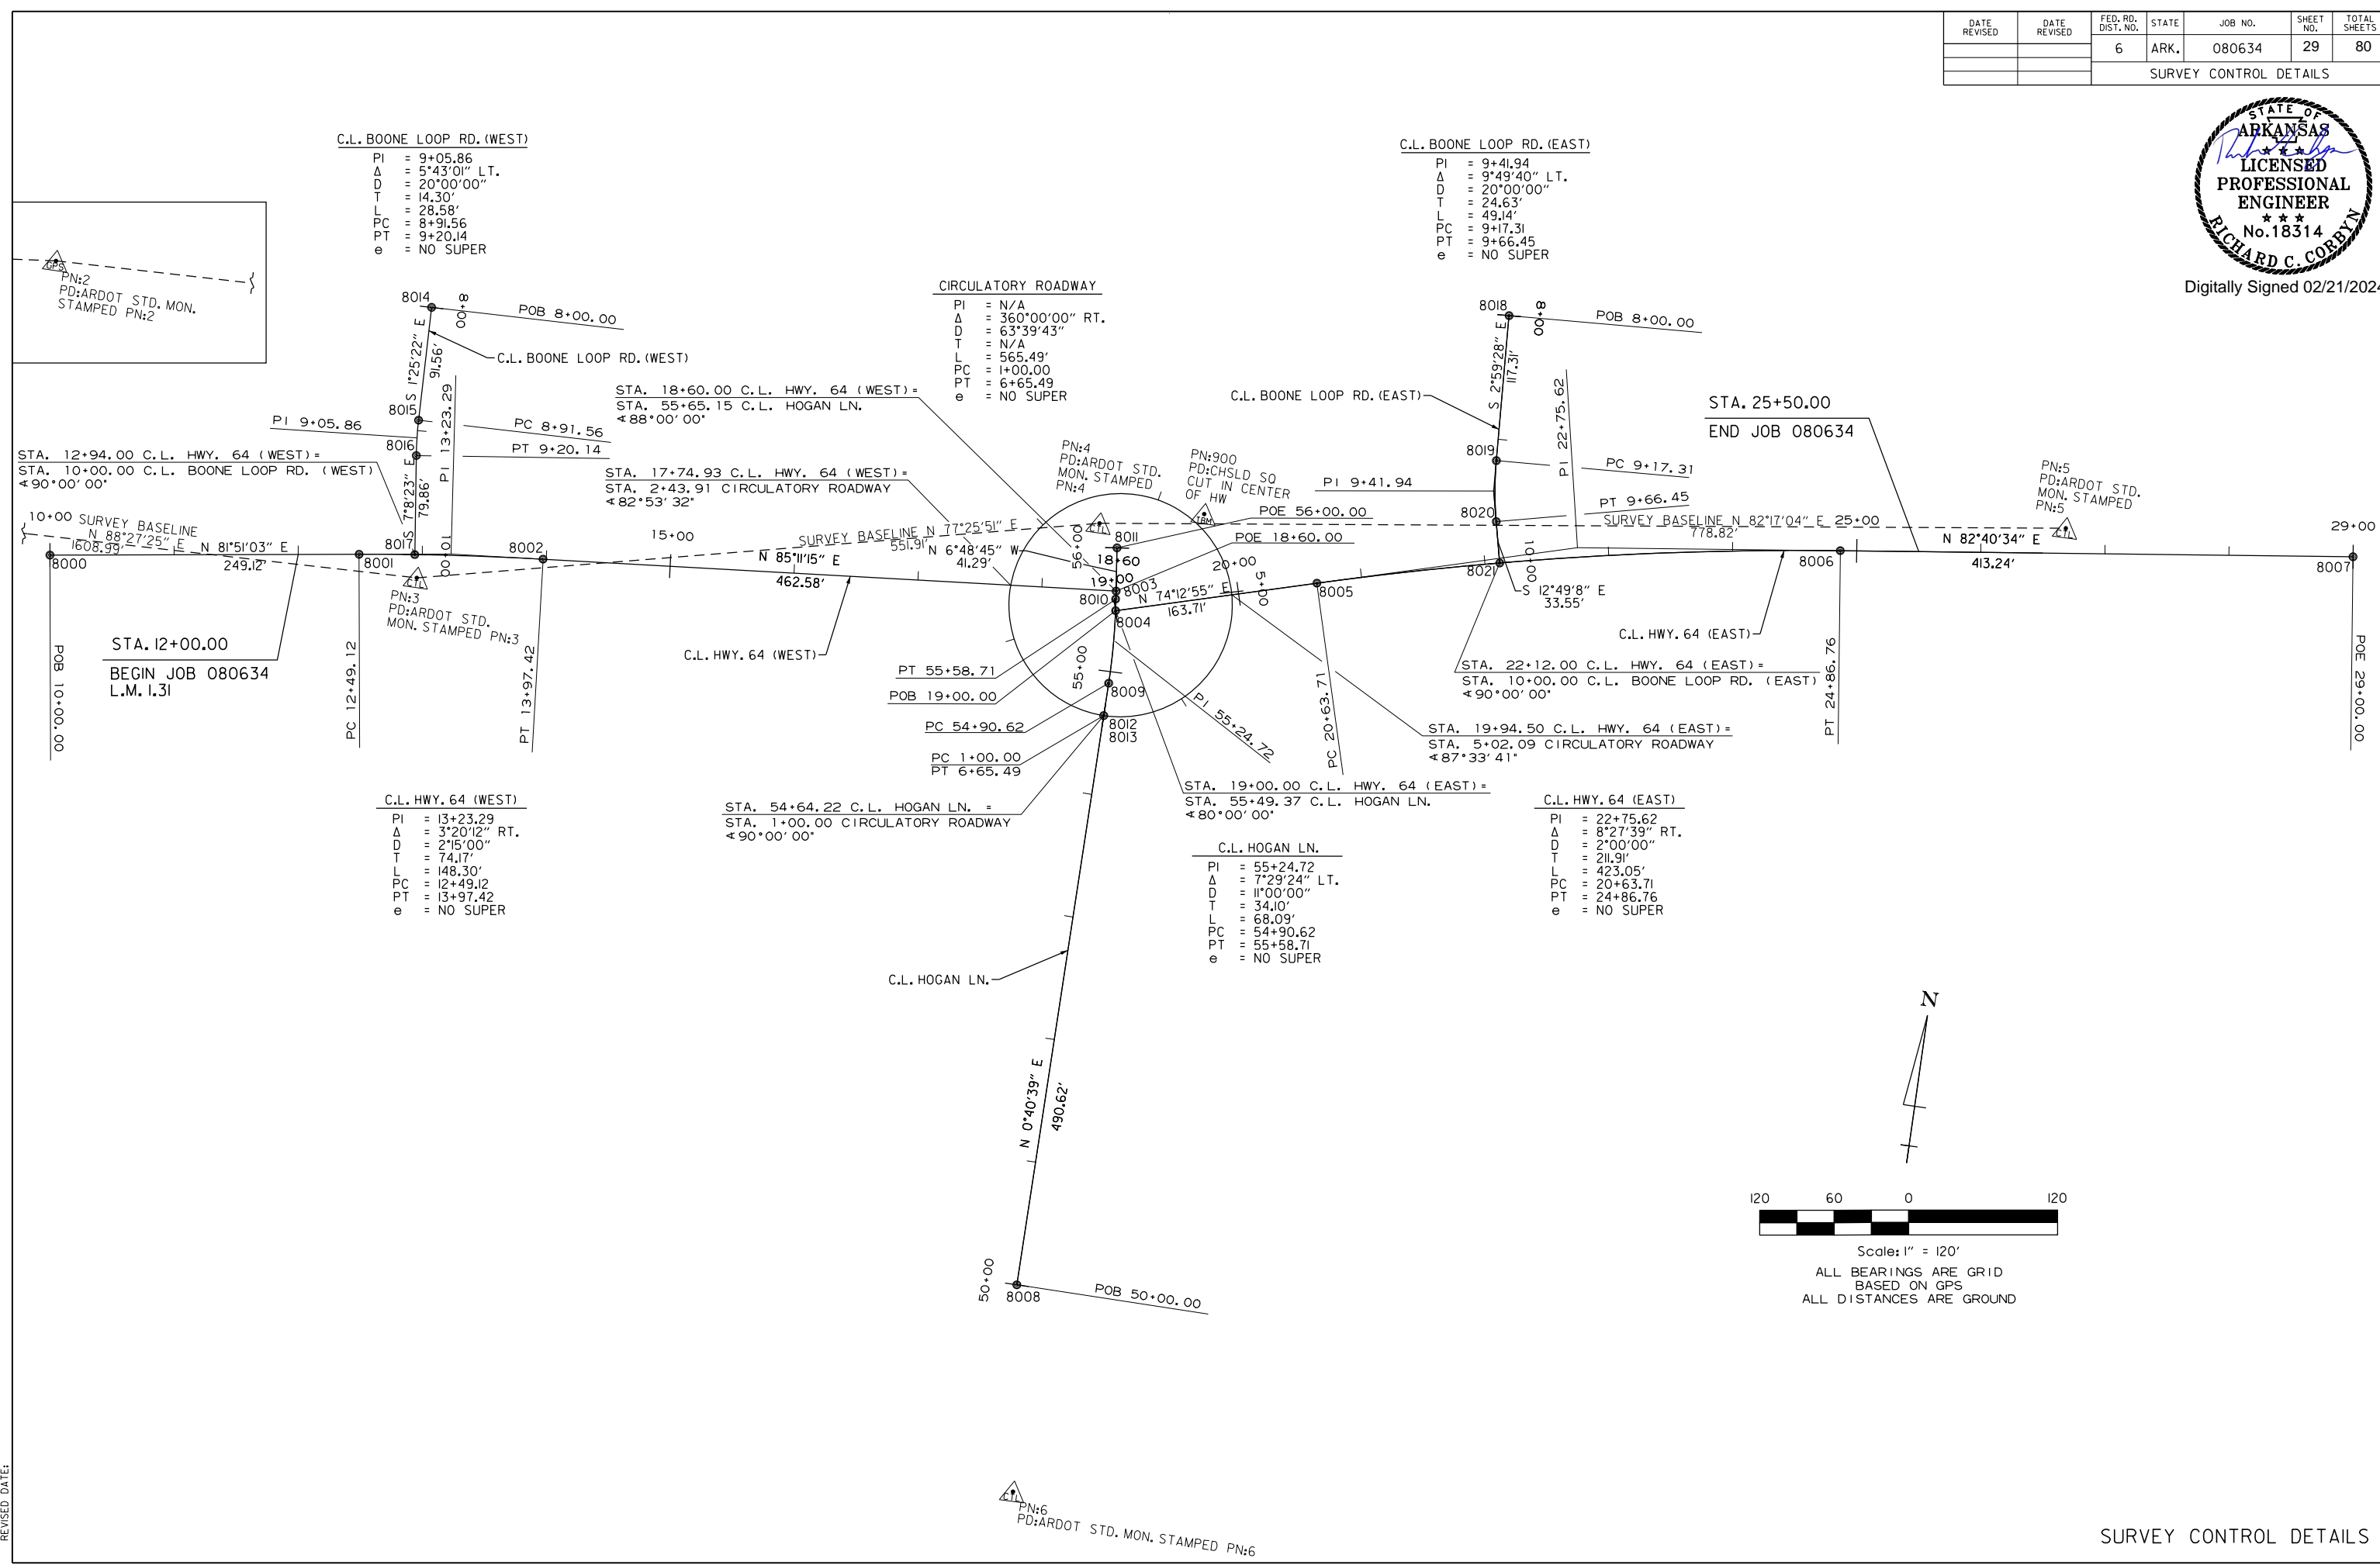 DATE REVISED
DATE REVISED
FED. RD. DIST. NO.
STATE
JOB NO.
SHEET NO.
TOTAL SHEETS
6
ARK.
080634
29
80
SURVEY CONTROL DETAILS
STATE OF
ARKANSAS
LICENSED
PROFESSIONAL
ENGINEER
No.18314
RICHARD C. CORBYN
Digitally Signed 02/21/2024
C.L. BOONE LOOP RD. (WEST)
PI = 9+05.86
Δ = 5°43'01" LT.
D = 20°00'00"
T = 14.30'
L = 28.58'
PC = 8+91.56
PT = 9+20.14
e = NO SUPER
C.L. BOONE LOOP RD. (EAST)
PI = 9+41.94
Δ = 9°49'40" LT.
D = 20°00'00"
T = 24.63'
L = 49.14'
PC = 9+17.31
PT = 9+66.45
e = NO SUPER
CIRCULATORY ROADWAY
PI = N/A
Δ = 360°00'00" RT.
D = 63°39'43"
T = N/A
L = 565.49'
PC = 1+00.00
PT = 6+65.49
e = NO SUPER
GPS
PN:2
PD:ARDOT STD. MON.
STAMPED PN:2
8014
8+00
POB 8+00.00
S 1°25'22" E
91.56'
C.L. BOONE LOOP RD. (WEST)
8015
PI 9+05.86
PC 8+91.56
8016
PT 9+20.14
PI 13+23.29
S 7°8'23" E
79.86'
STA. 12+94.00 C.L. HWY. 64 (WEST)=
STA. 10+00.00 C.L. BOONE LOOP RD. (WEST)
∢90°00'00"
STA. 18+60.00 C.L. HWY. 64 (WEST)=
STA. 55+65.15 C.L. HOGAN LN.
∢88°00'00"
STA. 17+74.93 C.L. HWY. 64 (WEST)=
STA. 2+43.91 CIRCULATORY ROADWAY
∢82°53'32"
PN:4
PD:ARDOT STD.
MON. STAMPED
PN:4
CTL
PN:900
PD:CHSLD SQ
CUT IN CENTER
OF HW
TBM
8018
8+00
POB 8+00.00
S 2°59'28" E
117.31'
C.L. BOONE LOOP RD. (EAST)
8019
PI 9+41.94
PC 9+17.31
8020
PT 9+66.45
PI 22+75.62
STA. 25+50.00
END JOB 080634
PN:5
PD:ARDOT STD.
MON. STAMPED
PN:5
CTL
10+00
SURVEY BASELINE
N 88°27'25" E
1608.99'
N 81°51'03" E
249.12'
8000
8001
8017
10+00
8002
15+00
SURVEY BASELINE N 77°25'51" E
551.91'
N 85°11'15" E
462.58'
N 6°48'45" W
41.29'
56+00
8011
18+60
19+00
8003
8010
8004
POE 56+00.00
POE 18+60.00
20+00
5+00
N 74°12'55" E
163.71'
8005
SURVEY BASELINE N 82°17'04" E
778.82'
25+00
10+00
8021
S 12°49'8" E
33.55'
8006
N 82°40'34" E
413.24'
29+00
8007
CTL
PN:3
PD:ARDOT STD.
MON. STAMPED PN:3
STA. 12+00.00
BEGIN JOB 080634
L.M. 1.31
POB 10+00.00
PC 12+49.12
PT 13+97.42
C.L. HWY. 64 (WEST)
C.L. HWY. 64 (EAST)
PT 55+58.71
POB 19+00.00
PC 54+90.62
PC 1+00.00
PT 6+65.49
55+00
8009
8012
8013
PI 55+24.72
PC 20+63.71
PT 24+86.76
POE 29+00.00
STA. 22+12.00 C.L. HWY. 64 (EAST)=
STA. 10+00.00 C.L. BOONE LOOP RD. (EAST)
∢90°00'00"
STA. 19+94.50 C.L. HWY. 64 (EAST)=
STA. 5+02.09 CIRCULATORY ROADWAY
∢87°33'41"
STA. 19+00.00 C.L. HWY. 64 (EAST)=
STA. 55+49.37 C.L. HOGAN LN.
∢80°00'00"
STA. 54+64.22 C.L. HOGAN LN. =
STA. 1+00.00 CIRCULATORY ROADWAY
∢90°00'00"
C.L. HWY. 64 (WEST)
PI = 13+23.29
Δ = 3°20'12" RT.
D = 2°15'00"
T = 74.17'
L = 148.30'
PC = 12+49.12
PT = 13+97.42
e = NO SUPER
C.L. HOGAN LN.
PI = 55+24.72
Δ = 7°29'24" LT.
D = 11°00'00"
T = 34.10'
L = 68.09'
PC = 54+90.62
PT = 55+58.71
e = NO SUPER
C.L. HWY. 64 (EAST)
PI = 22+75.62
Δ = 8°27'39" RT.
D = 2°00'00"
T = 211.91'
L = 423.05'
PC = 20+63.71
PT = 24+86.76
e = NO SUPER
C.L. HOGAN LN.
N 0°40'39" E
490.62'
50+00
8008
POB 50+00.00
N
120 60 0 120
Scale: 1" = 120'
ALL BEARINGS ARE GRID
BASED ON GPS
ALL DISTANCES ARE GROUND
CTL
PN:6
PD:ARDOT STD. MON. STAMPED PN:6
REVISED DATE:
SURVEY CONTROL DETAILS